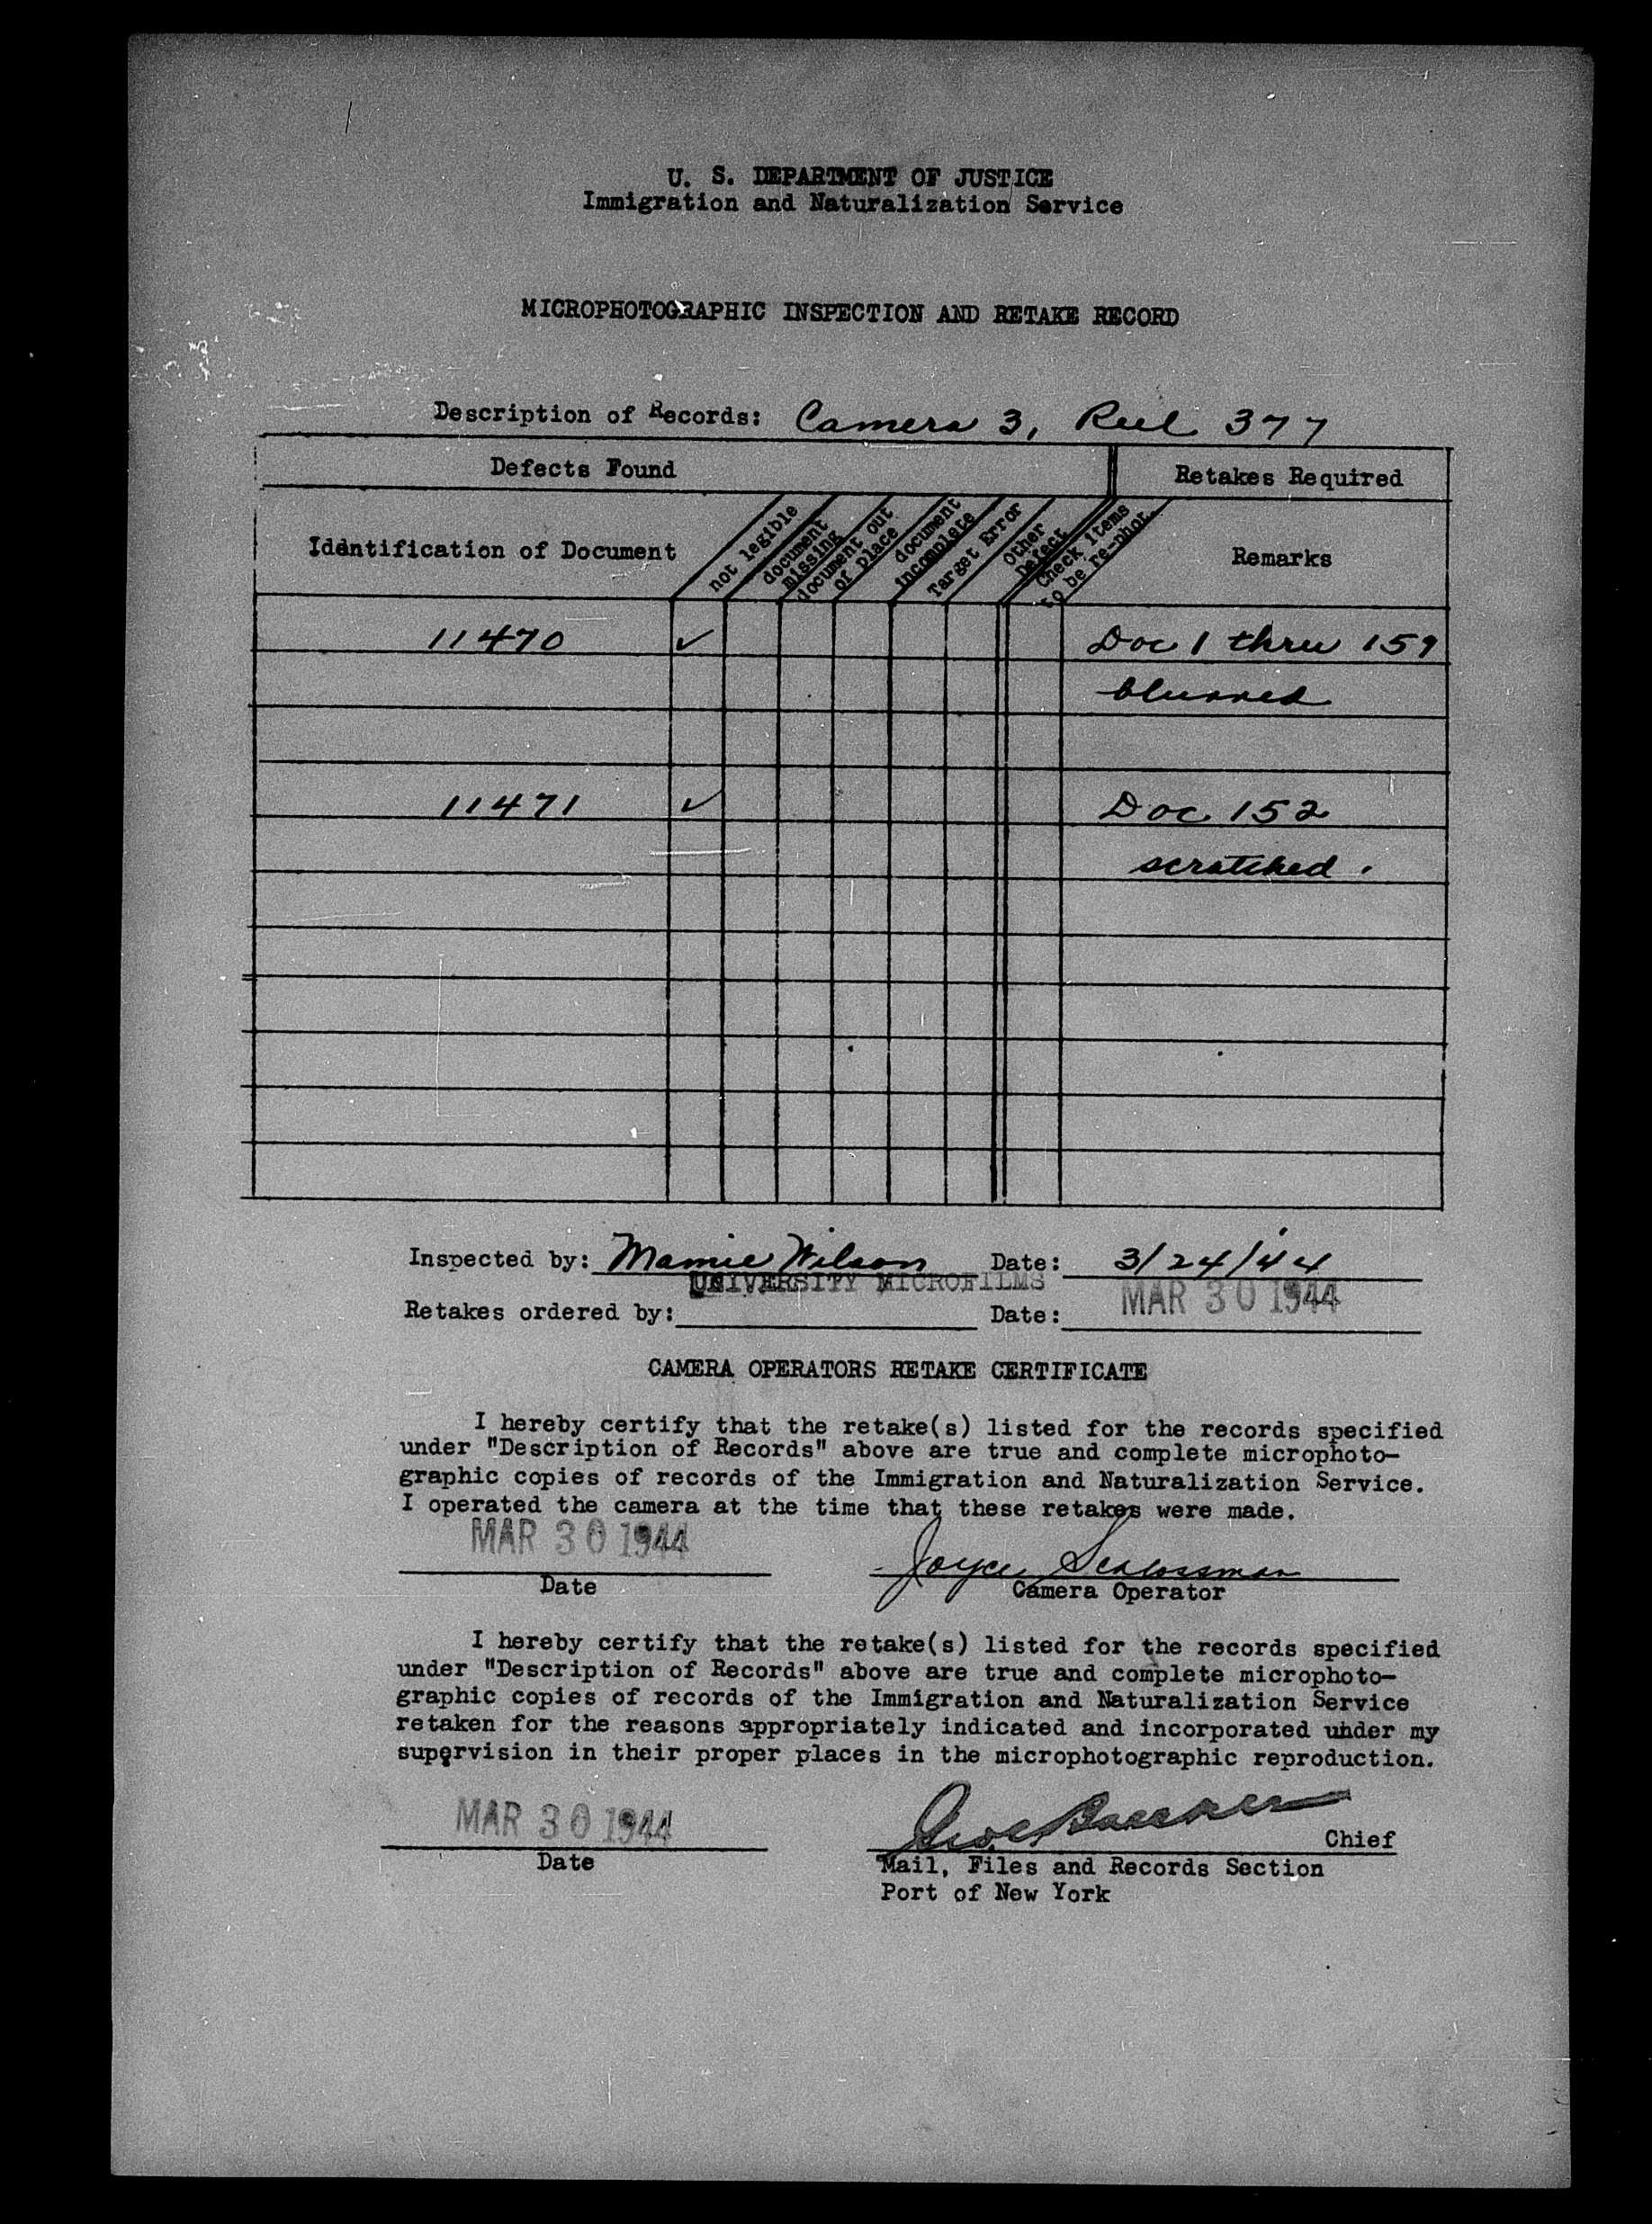 U. S. DEPARTMENT OF JUSTICE
Immigration and Naturalization Service
MICROPHOTOGRAPHIC INSPECTION AND RETAKE RECORD
Description of Records: Camera 3, Reel 377
Defects Found
Retakes Required
Identification of Document
not legible
document missing
document out of place
document incomplete
Target Error
Other Defect
Check items to be re-phot.
Remarks
11470 ✓ Doc 1 thru 159
blurred
11471 ✓ Doc 152
scratched.
Inspected by: Mamie Wilson Date: 3/24/44
UNIVERSITY MICROFILMS MAR 30 1944
Retakes ordered by: Date:
CAMERA OPERATORS RETAKE CERTIFICATE
I hereby certify that the retake(s) listed for the records specified
under "Description of Records" above are true and complete microphoto-
graphic copies of records of the Immigration and Naturalization Service.
I operated the camera at the time that these retakes were made.
MAR 30 1944
Joyce
Date
Camera Operator
I hereby certify that the retake(s) listed for the records specified
under "Description of Records" above are true and complete microphoto-
graphic copies of records of the Immigration and Naturalization Service
retaken for the reasons appropriately indicated and incorporated under my
supervision in their proper places in the microphotographic reproduction.
MAR 30 1944
Chief
Date
Mail, Files and Records Section
Port of New York